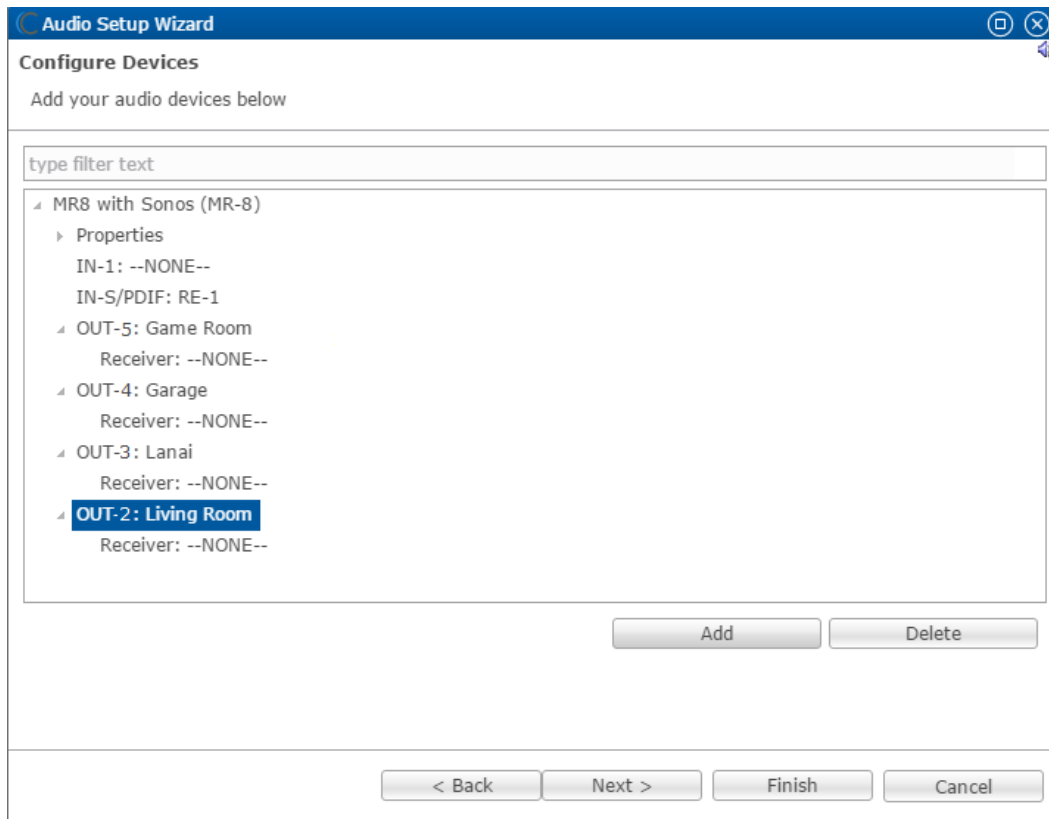 Audio Setup Wizard
Configure Devices
Add your audio devices below
type filter text
MR8 with Sonos (MR-8)
Properties
IN-1: --NONE--
IN-S/PDIF: RE-1
OUT-5: Game Room
Receiver: --NONE--
OUT-4: Garage
Receiver: --NONE--
OUT-3: Lanai
Receiver: --NONE--
OUT-2: Living Room
Receiver: --NONE--
Add Delete
< Back Next > Finish Cancel